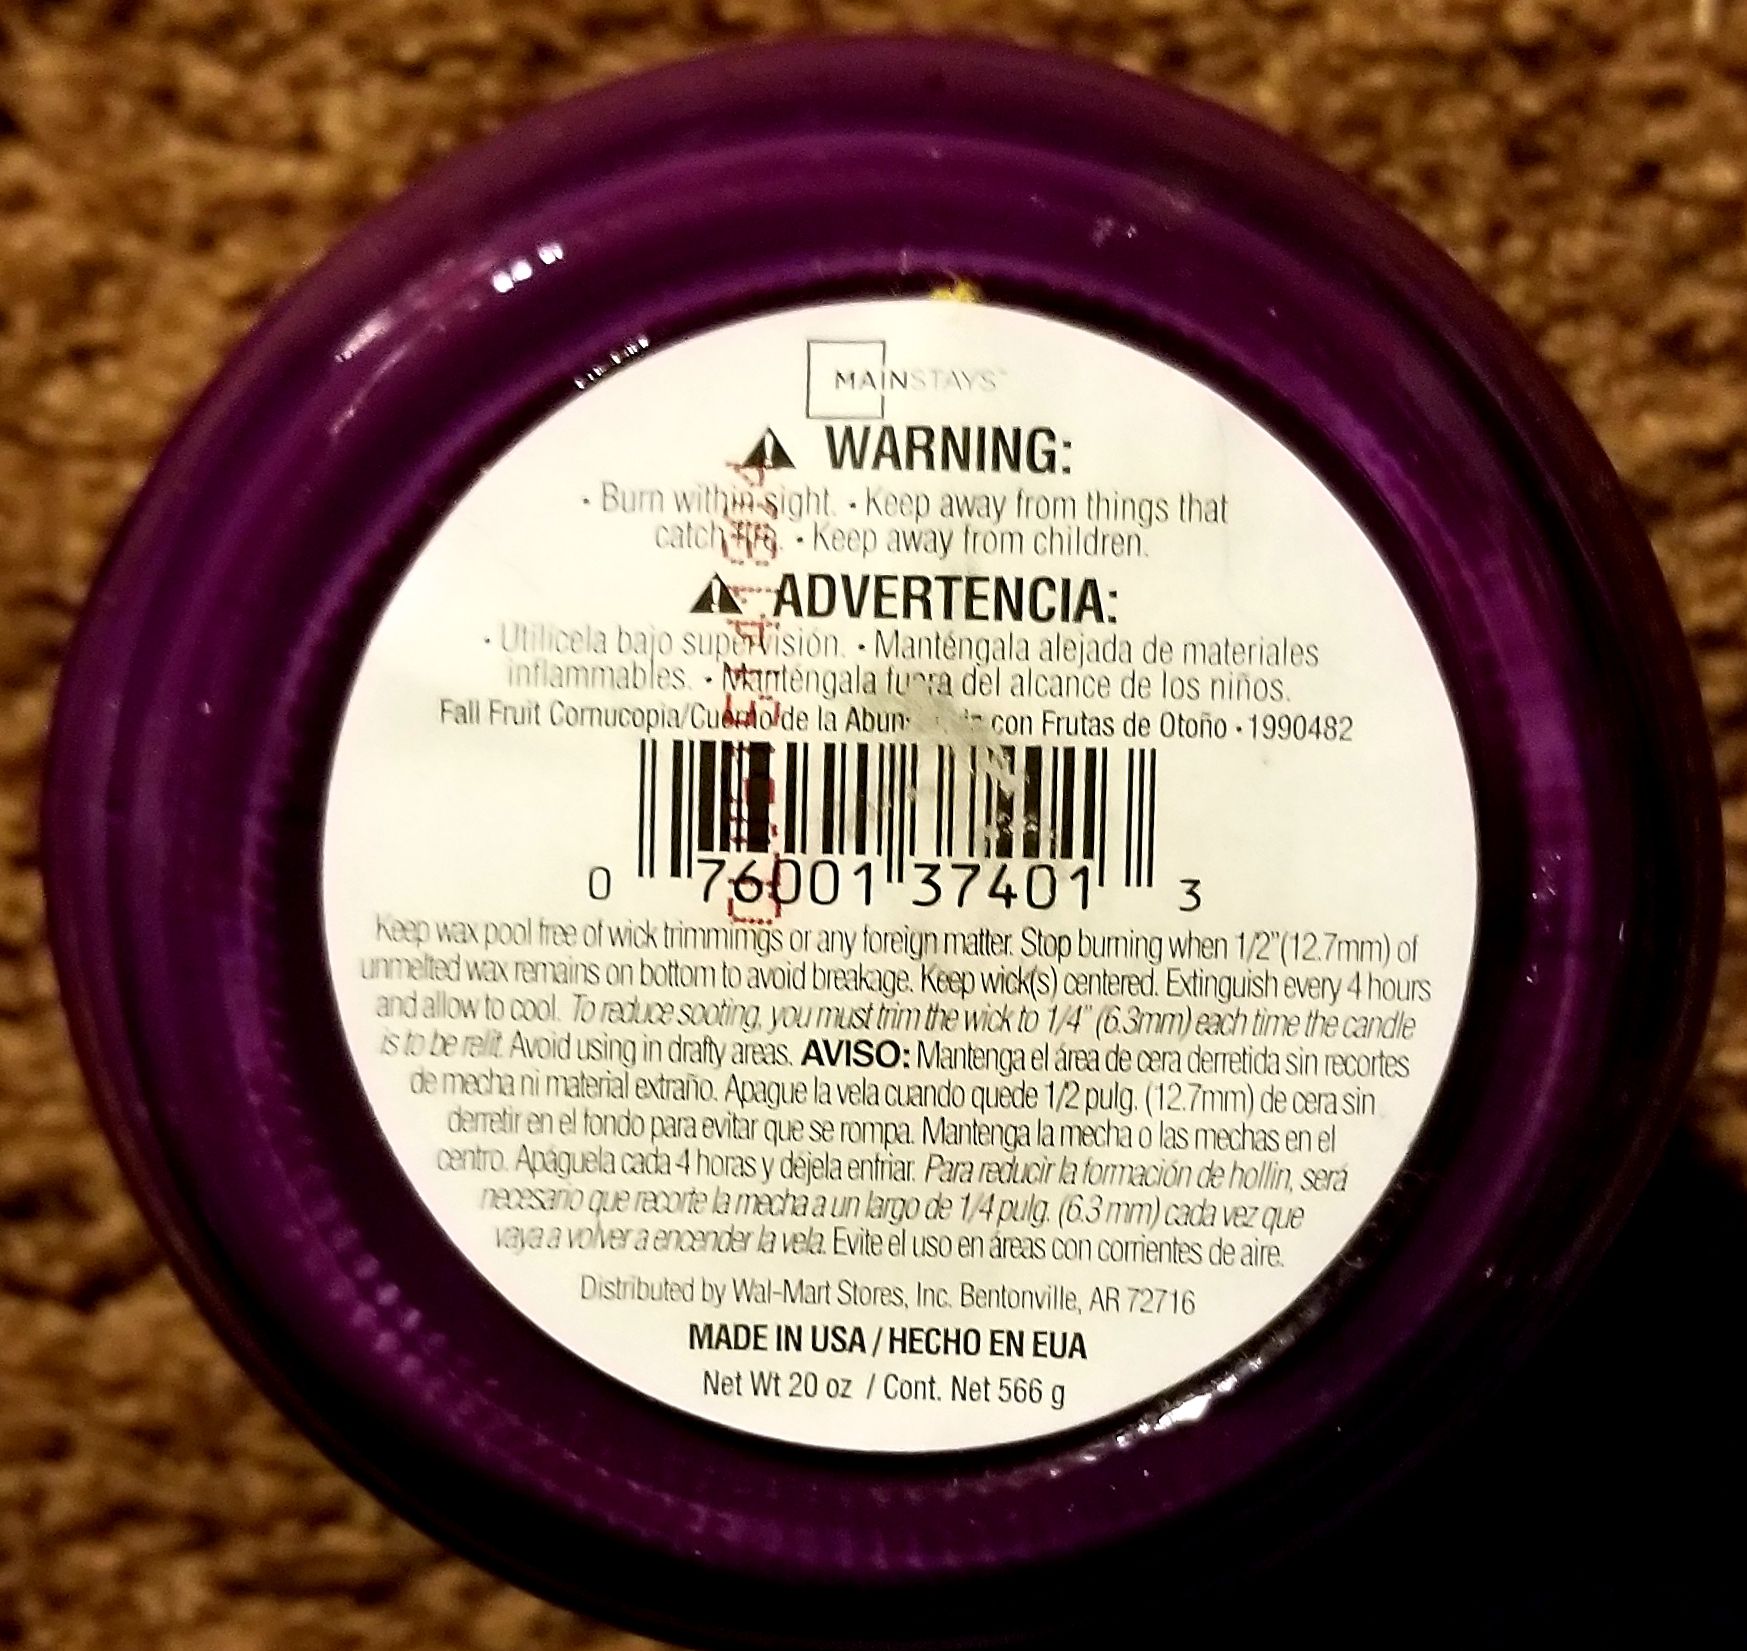 MAINSTAYS™
WARNING:
• Burn within sight. • Keep away from things that
catch fire. • Keep away from children.
ADVERTENCIA:
• Utilicela bajo supervisión. • Manténgala alejada de materiales
inflammables. • Manténgala fuera del alcance de los niños.
Fall Fruit Cornucopia/Cuerno de la con Frutas de Otoño • 1990482
0 76001 37401 3
Keep wax pool free of wick trimmimgs or any foreign matter. Stop burning when 1/2"(12.7mm) of
unmelted wax remains on bottom to avoid breakage. Keep wick(s) centered. Extinguish every 4 hours
and allow to cool. To reduce sooting, you must trim the wick to 1/4" (6.3mm) each time the candle
is to be relit. Avoid using in drafty areas. AVISO: Mantenga el área de cera derretida sin recortes
de mecha ni material extraño. Apague la vela cuando quede 1/2 pulg. (12.7mm) de cera sin
derretir en el fondo para evitar que se rompa. Mantenga la mecha o las mechas en el
centro. Apáguela cada 4 horas y déjela enfriar. Para reducir la formación de hollin, será
necesario que recorte la mecha a un largo de 1/4 pulg. (6.3 mm) cada vez que
vaya a volver a encender la vela. Evite el uso en áreas con corrientes de aire.
Distributed by Wal-Mart Stores, Inc. Bentonville, AR 72716
MADE IN USA / HECHO EN EUA
Net Wt 20 oz / Cont. Net 566 g